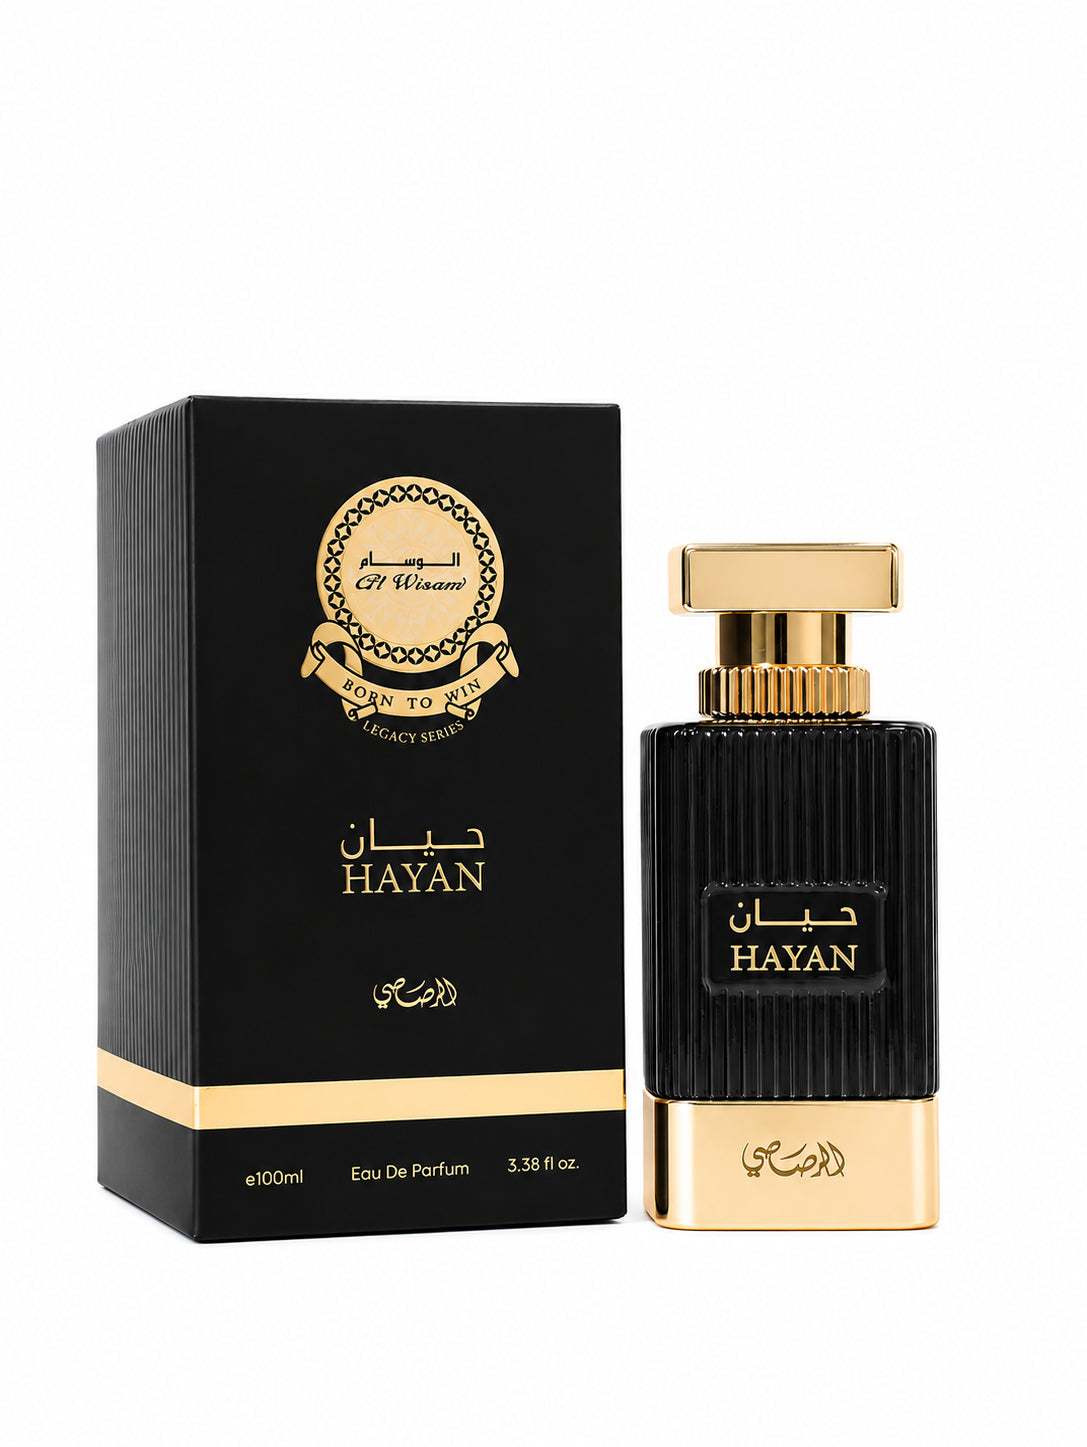 الوسام
Al Wisam
BORN TO WIN
LEGACY SERIES
حيان
HAYAN
الرصاصي
e100ml
Eau De Parfum
3.38 fl oz.
حيان
HAYAN
الرصاصي